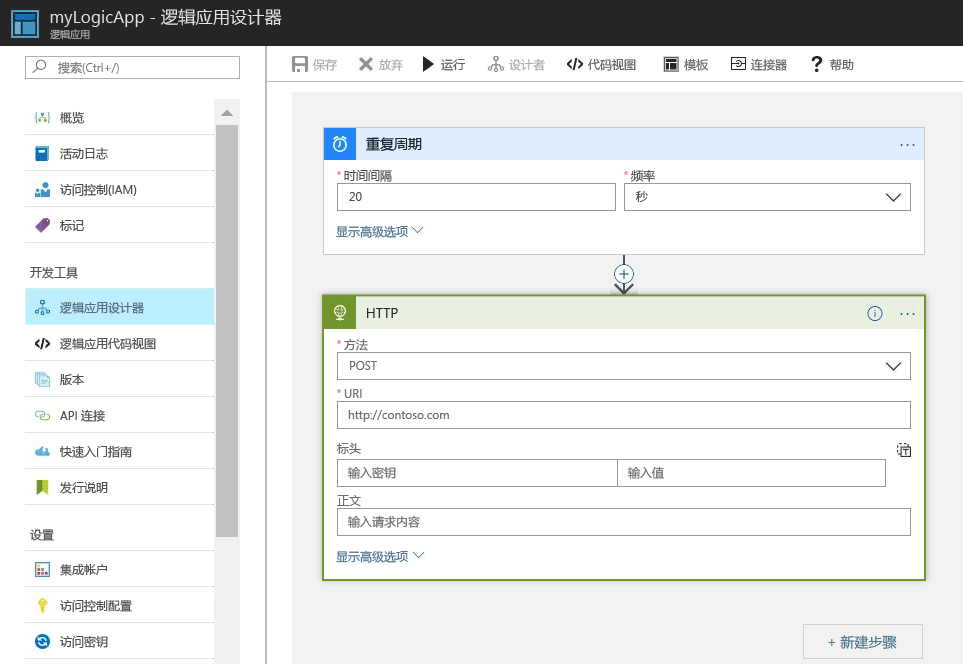 myLogicApp - 逻辑应用设计器
逻辑应用
搜索(Ctrl+/)
概览
活动日志
访问控制(IAM)
标记
开发工具
逻辑应用设计器
逻辑应用代码视图
版本
API 连接
快速入门指南
发行说明
设置
集成帐户
访问控制配置
访问密钥
保存 放弃 运行 设计者 代码视图 模板 连接器 ? 帮助
重复周期 ...
*时间间隔 *频率
20 秒
显示高级选项
HTTP ...
*方法
POST
*URI
http://contoso.com
标头
输入密钥 输入值
正文
输入请求内容
显示高级选项
+ 新建步骤